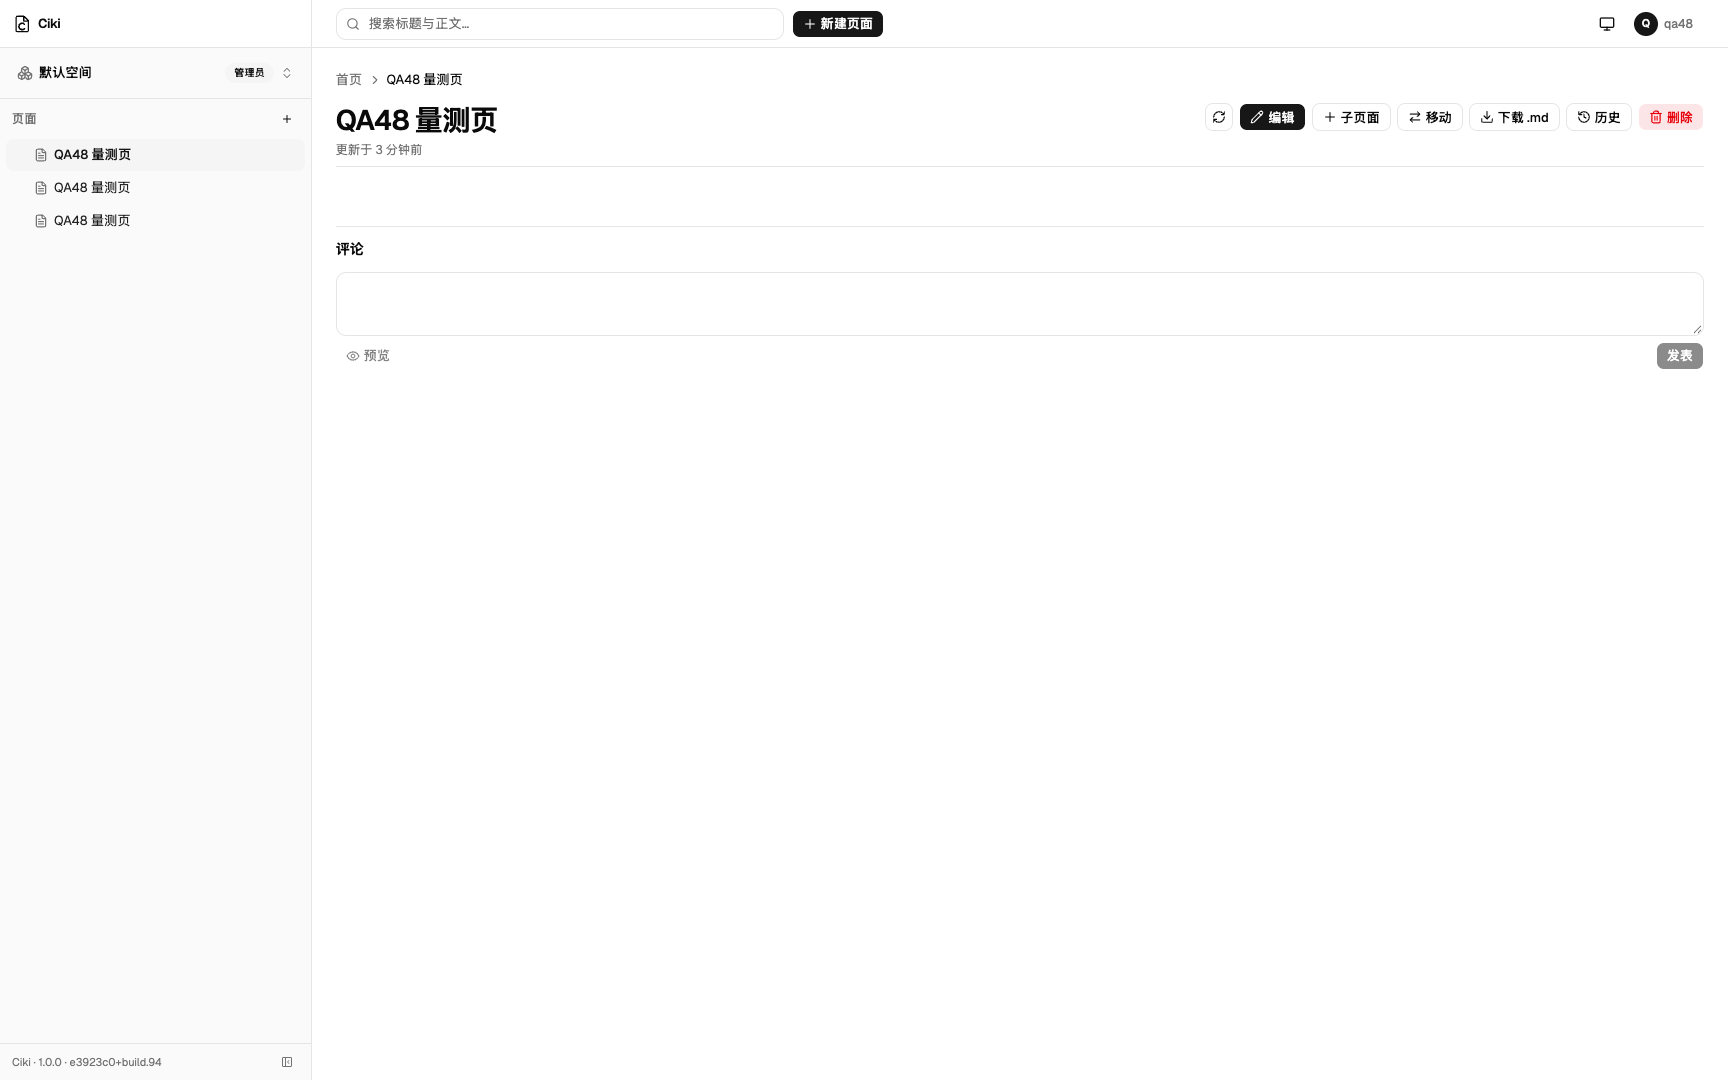 Ciki
搜索标题与正文...
新建页面
Q qa48
默认空间 管理员
页面
QA48 量测页
QA48 量测页
QA48 量测页
首页 QA48 量测页
QA48 量测页
编辑 子页面 移动 下载 .md 历史 删除
更新于 3 分钟前
评论
预览 发表
Ciki · 1.0.0 · e3923c0+build.94